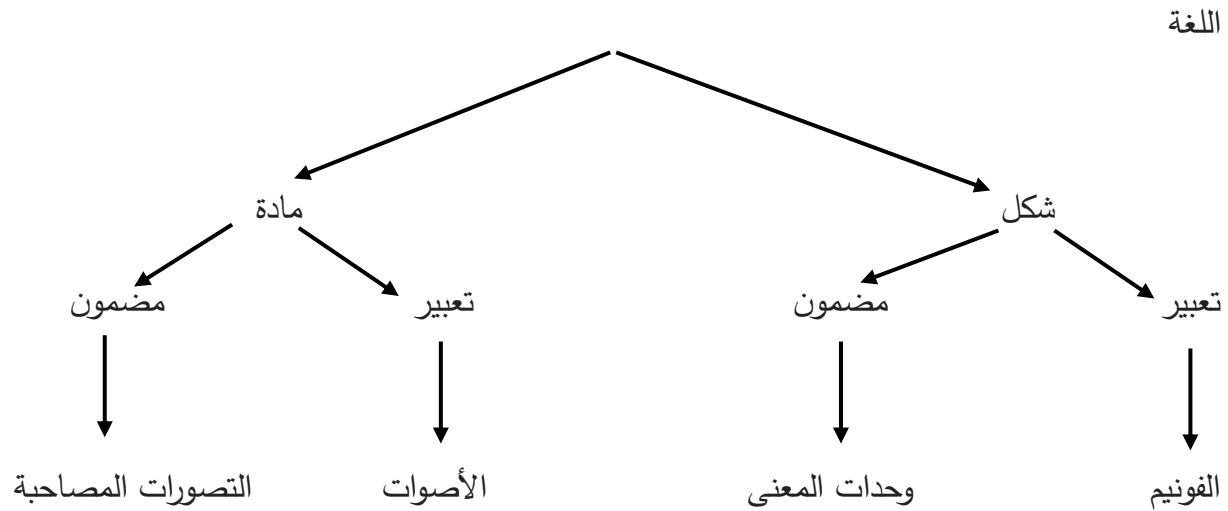 اللغة
شكل مادة
تعبير مضمون تعبير مضمون
الفونيم وحدات المعنى الأصوات التصورات المصاحبة